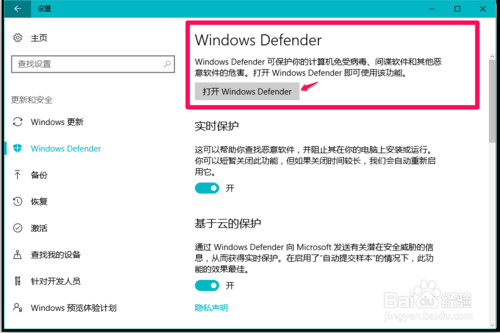 设置
主页
查找设置
更新和安全
Windows 更新
Windows Defender
备份
恢复
激活
查找我的设备
针对开发人员
Windows 预览体验计划
Windows Defender
Windows Defender 可保护你的计算机免受病毒、间谍软件和其他恶
意软件的危害。打开 Windows Defender 即可使用该功能。
打开 Windows Defender
实时保护
这可以帮助你查找恶意软件，并阻止其在你的电脑上安装或运行。
你可以短暂关闭此功能，但如果关闭时间较长，我们会自动重新启
用它。
开
基于云的保护
通过 Windows Defender 向 Microsoft 发送有关潜在安全威胁的信
息，从而获得实时保护。在启用了“自动提交样本”的情况下，此功
能的效果最佳。
开
隐私声明
Baidu经验
jingyan.baidu.com